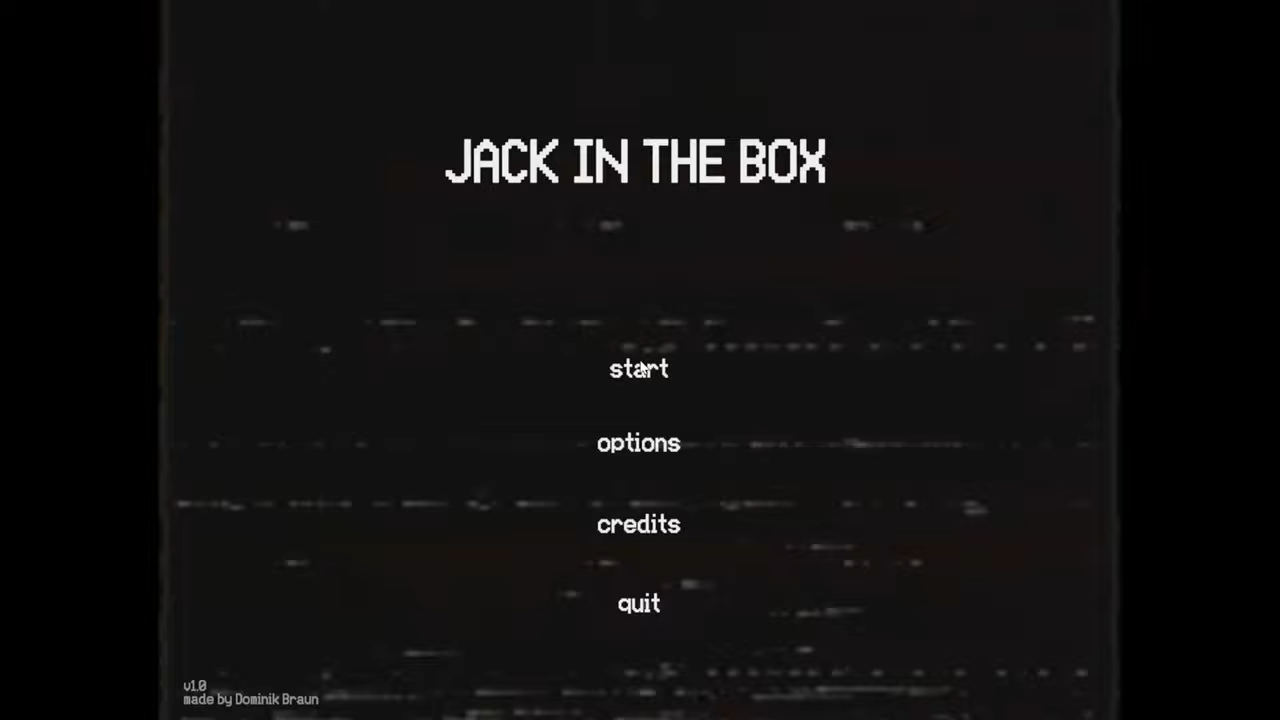 JACK IN THE BOX
start
options
credits
quit
v1.0
made by Dominik Braun